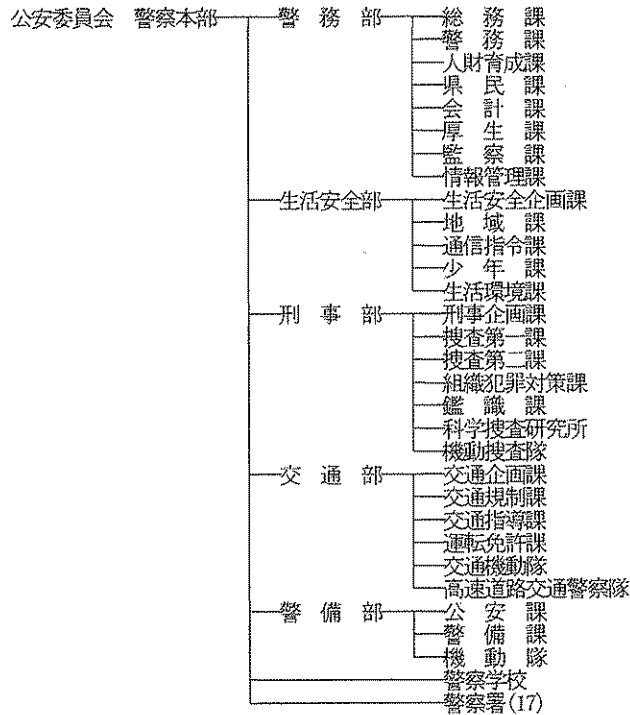 公安委員会 警察本部 警務部 総務課
警務課
人財育成課
県民課
会計課
厚生課
監察課
情報管理課
生活安全部 生活安全企画課
地域課
通信指令課
少年課
生活環境課
刑事部 刑事企画課
捜査第一課
捜査第二課
組織犯罪対策課
鑑識課
科学捜査研究所
機動捜査隊
交通部 交通企画課
交通規制課
交通指導課
運転免許課
交通機動隊
高速道路交通警察隊
警備部 公安課
警備課
機動隊
警察学校
警察署(17)